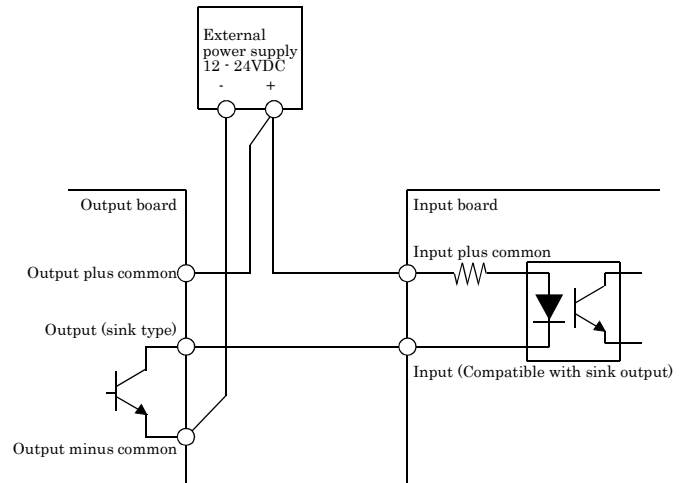 External
power supply
12 - 24VDC
- +
Output board
Input board
Output plus common
Input plus common
Output (sink type)
Input (Compatible with sink output)
Output minus common